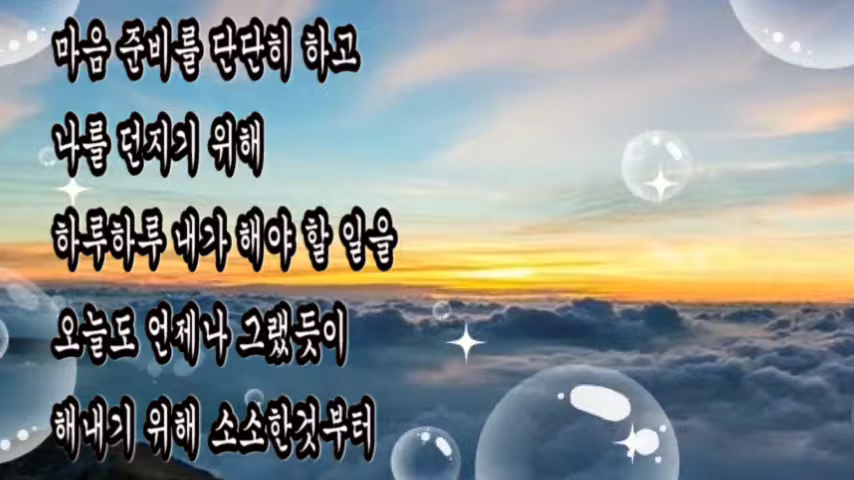 마음 준비를 단단히 하고
나를 던지기 위해
하루하루 내가 해야 할 일을
오늘도 언제나 그랬듯이
해내기 위해 소소한것부터